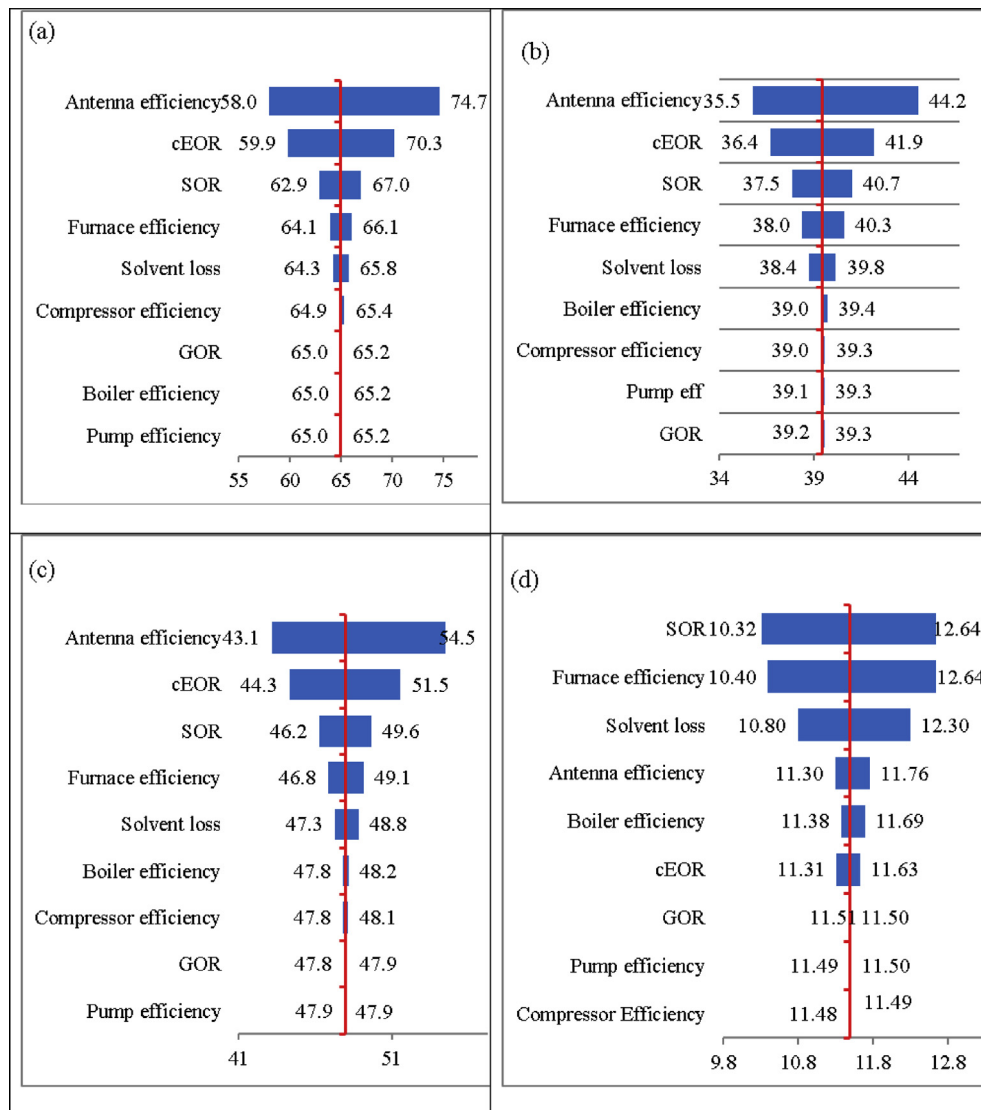 (a)
Antenna efficiency 58.0 74.7
cEOR 59.9 70.3
SOR 62.9 67.0
Furnace efficiency 64.1 66.1
Solvent loss 64.3 65.8
Compressor efficiency 64.9 65.4
GOR 65.0 65.2
Boiler efficiency 65.0 65.2
Pump efficiency 65.0 65.2
55 60 65 70 75
(b)
Antenna efficiency 35.5 44.2
cEOR 36.4 41.9
SOR 37.5 40.7
Furnace efficiency 38.0 40.3
Solvent loss 38.4 39.8
Boiler efficiency 39.0 39.4
Compressor efficiency 39.0 39.3
Pump eff 39.1 39.3
GOR 39.2 39.3
34 39 44
(c)
Antenna efficiency 43.1 54.5
cEOR 44.3 51.5
SOR 46.2 49.6
Furnace efficiency 46.8 49.1
Solvent loss 47.3 48.8
Boiler efficiency 47.8 48.2
Compressor efficiency 47.8 48.1
GOR 47.8 47.9
Pump efficiency 47.9 47.9
41 51
(d)
SOR 10.32 12.64
Furnace efficiency 10.40 12.64
Solvent loss 10.80 12.30
Antenna efficiency 11.30 11.76
Boiler efficiency 11.38 11.69
cEOR 11.31 11.63
GOR 11.51 11.50
Pump efficiency 11.49 11.50
Compressor Efficiency 11.48 11.49
9.8 10.8 11.8 12.8